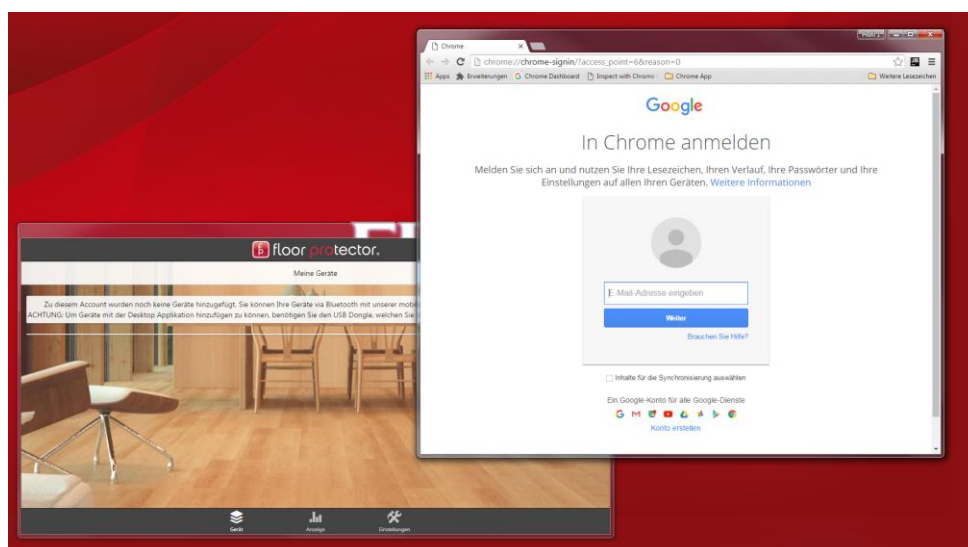 Chrome
chrome://chrome-signin/?access_point=6&reason=0
Apps Erweiterungen Chrome Dashboard Inspect with Chrome Chrome App Weitere Lesezeichen
Google
In Chrome anmelden
Melden Sie sich an und nutzen Sie Ihre Lesezeichen, Ihren Verlauf, Ihre Passwörter und Ihre
Einstellungen auf allen Ihren Geräten. Weitere Informationen
E-Mail-Adresse eingeben
Weiter
Brauchen Sie Hilfe?
Inhalte für die Synchronisierung auswählen
Ein Google-Konto für alle Google-Dienste
Konto erstellen
floor protector.
Meine Geräte
Zu diesem Account wurden noch keine Geräte hinzugefügt. Sie können Ihre Geräte via Bluetooth mit unserer
ACHTUNG: Um Geräte mit der Desktop Applikation hinzufügen zu können, benötigen Sie den USB Dongle, welchen Sie
Gerät Anzeige Einstellungen